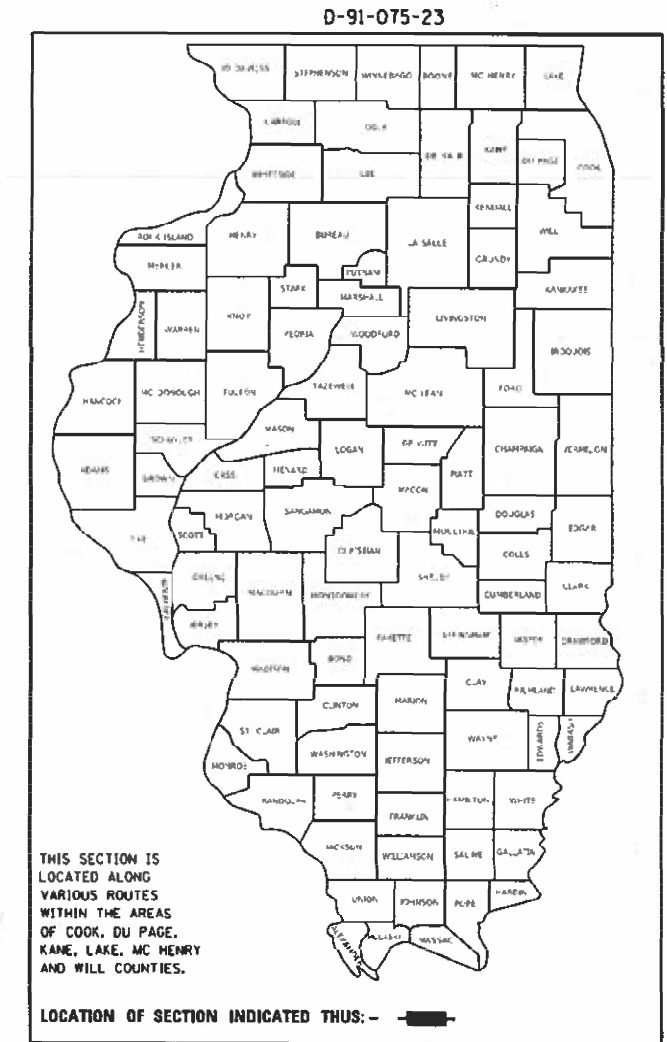 D-91-075-23
STEPHENSON WINNEBAGO BOONE MC HENRY LAKE
CARROLL OGLE
DE KALB KANE DU PAGE COOK
WHITESIDE LEE
KENDALL
ROCK ISLAND HENRY BUREAU LA SALLE WILL
MERCER PUTNAM GRUNDY
STARK MARSHALL KANKAKEE
HENDERSON WARREN KNOX PEORIA WOODFORD LIVINGSTON
IROQUOIS
HANCOCK MC DONOUGH FULTON TAZEWELL MC LEAN FORD
MASON
SCHUYLER LOGAN DE WITT CHAMPAIGN VERMILION
ADAMS BROWN CASS MENARD PIATT
MACON
MORGAN SANGAMON DOUGLAS
SCOTT MOULTRIE EDGAR
PIKE CHRISTIAN COLES
GREENE MACOUPIN MONTGOMERY SHELBY CLARK
CALHOUN CUMBERLAND
JERSEY FAYETTE EFFINGHAM JASPER CRAWFORD
MADISON BOND
CLAY RICHLAND LAWRENCE
CLINTON MARION
ST. CLAIR WAYNE EDWARDS WABASH
WASHINGTON JEFFERSON
MONROE
RANDOLPH PERRY HAMILTON WHITE
FRANKLIN
JACKSON WILLIAMSON SALINE GALLATIN
UNION JOHNSON POPE HARDIN
MASSAC
THIS SECTION IS
LOCATED ALONG
VARIOUS ROUTES
WITHIN THE AREAS
OF COOK, DU PAGE,
KANE, LAKE, MC HENRY
AND WILL COUNTIES.
LOCATION OF SECTION INDICATED THUS: -